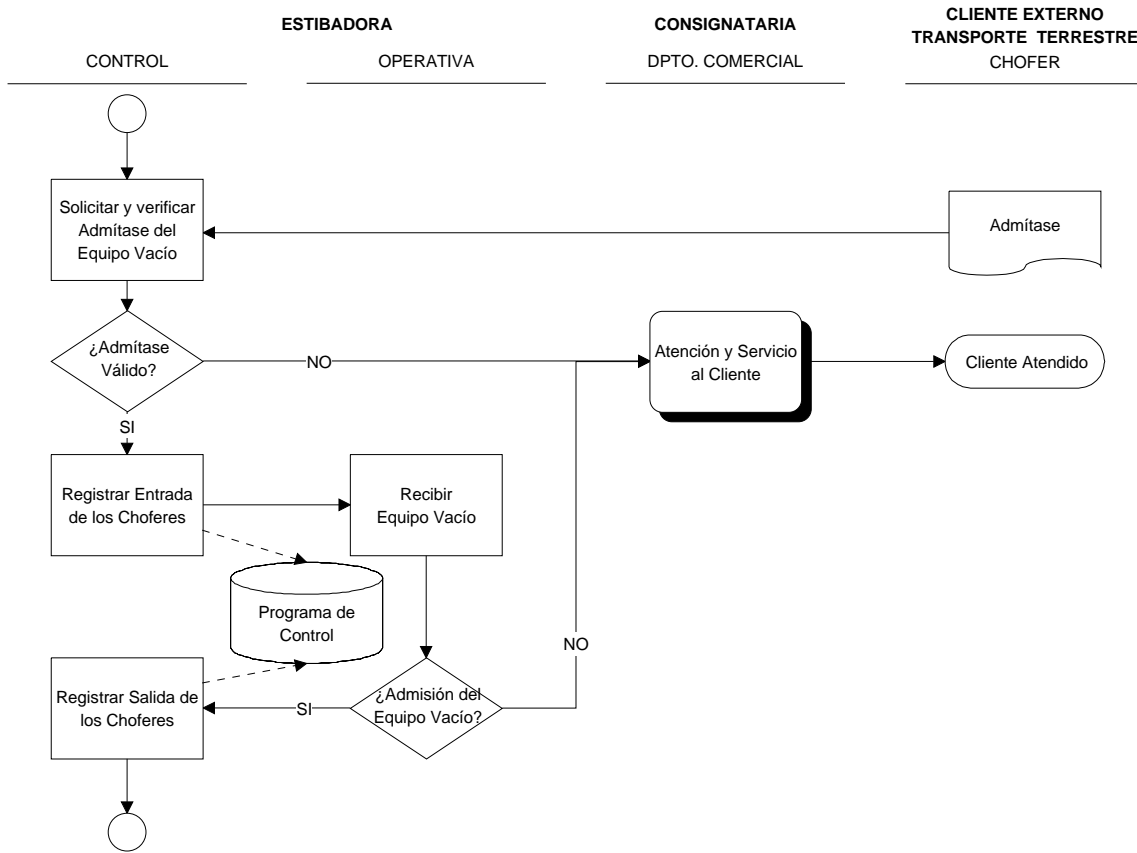 ESTIBADORA
CONSIGNATARIA
CLIENTE EXTERNO
TRANSPORTE TERRESTRE
CONTROL
OPERATIVA
DPTO. COMERCIAL
CHOFER
Solicitar y verificar
Admítase del
Equipo Vacío
Admítase
¿Admítase
Válido?
NO
Atención y Servicio
al Cliente
Cliente Atendido
SI
Registrar Entrada
de los Choferes
Recibir
Equipo Vacío
Programa de
Control
NO
Registrar Salida de
los Choferes
SI
¿Admisión del
Equipo Vacío?